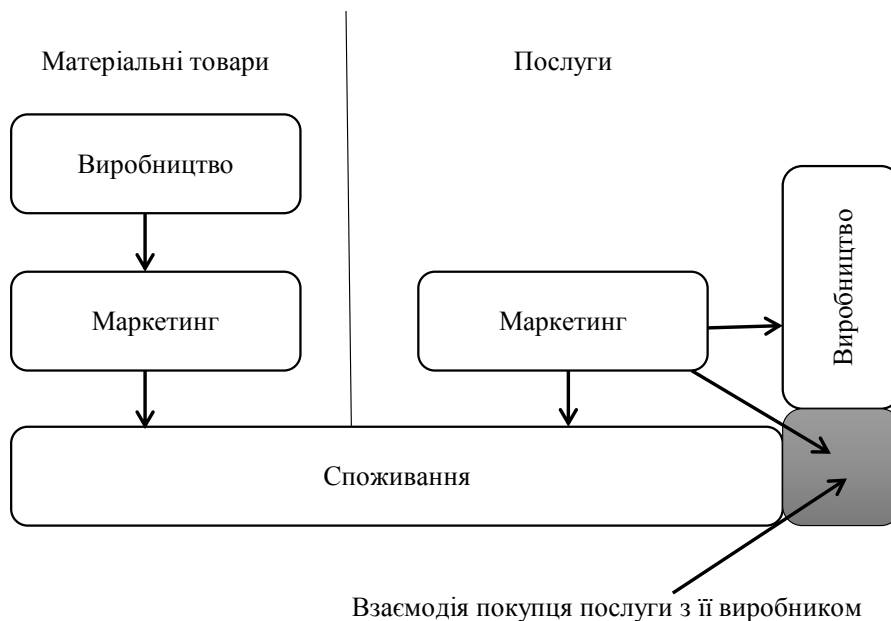 Матеріальні товари
Послуги
Виробництво
Виробництво
Маркетинг
Маркетинг
Споживання
Взаємодія покупця послуги з її виробником